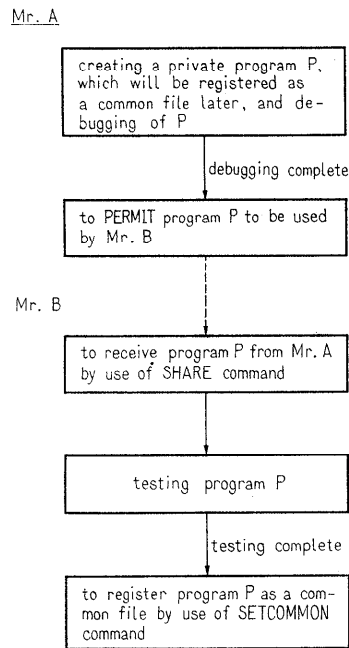 Mr. A
creating a private program P,
which will be registered as
a common file later, and de-
bugging of P
debugging complete
to PERMIT program P to be used
by Mr. B
Mr. B
to receive program P from Mr. A
by use of SHARE command
testing program P
testing complete
to register program P as a com-
mon file by use of SETCOMMON
command